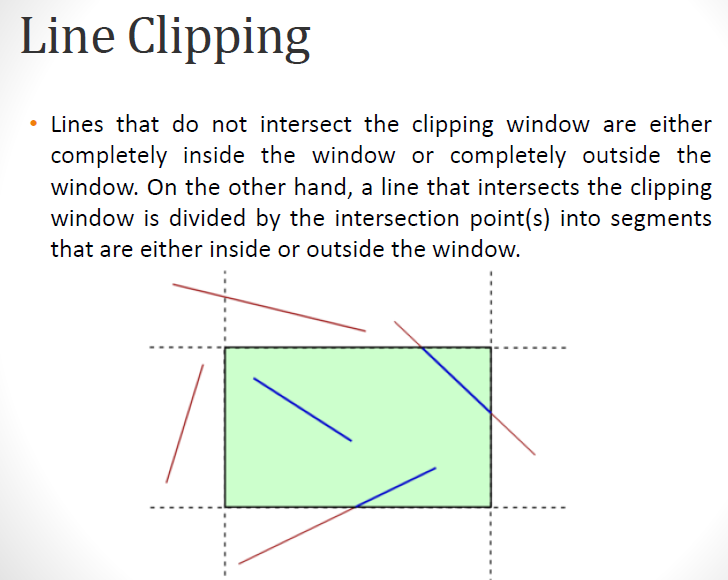 Line Clipping
• Lines that do not intersect the clipping window are either
completely inside the window or completely outside the
window. On the other hand, a line that intersects the clipping
window is divided by the intersection point(s) into segments
that are either inside or outside the window.